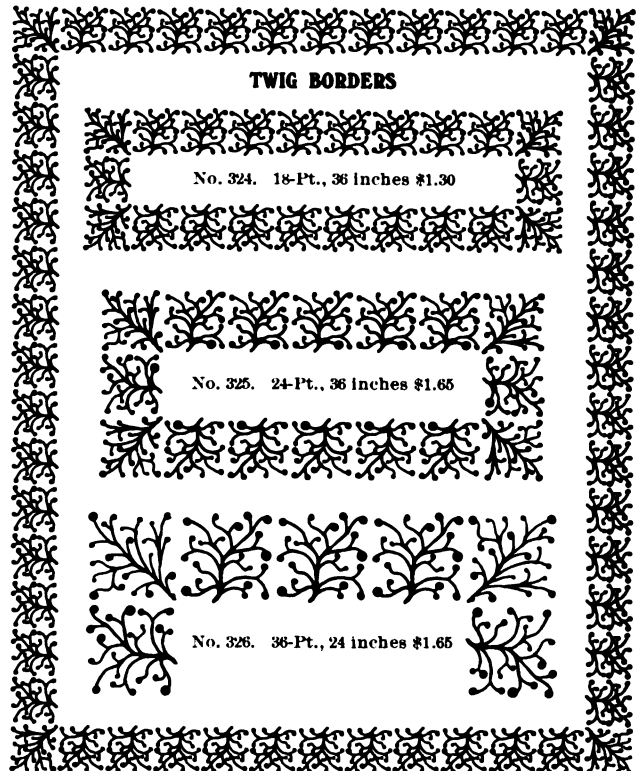 TWIG BORDERS
No. 324. 18-Pt., 36 inches $1.30
No. 325. 24-Pt., 36 inches $1.65
No. 326. 36-Pt., 24 inches $1.65